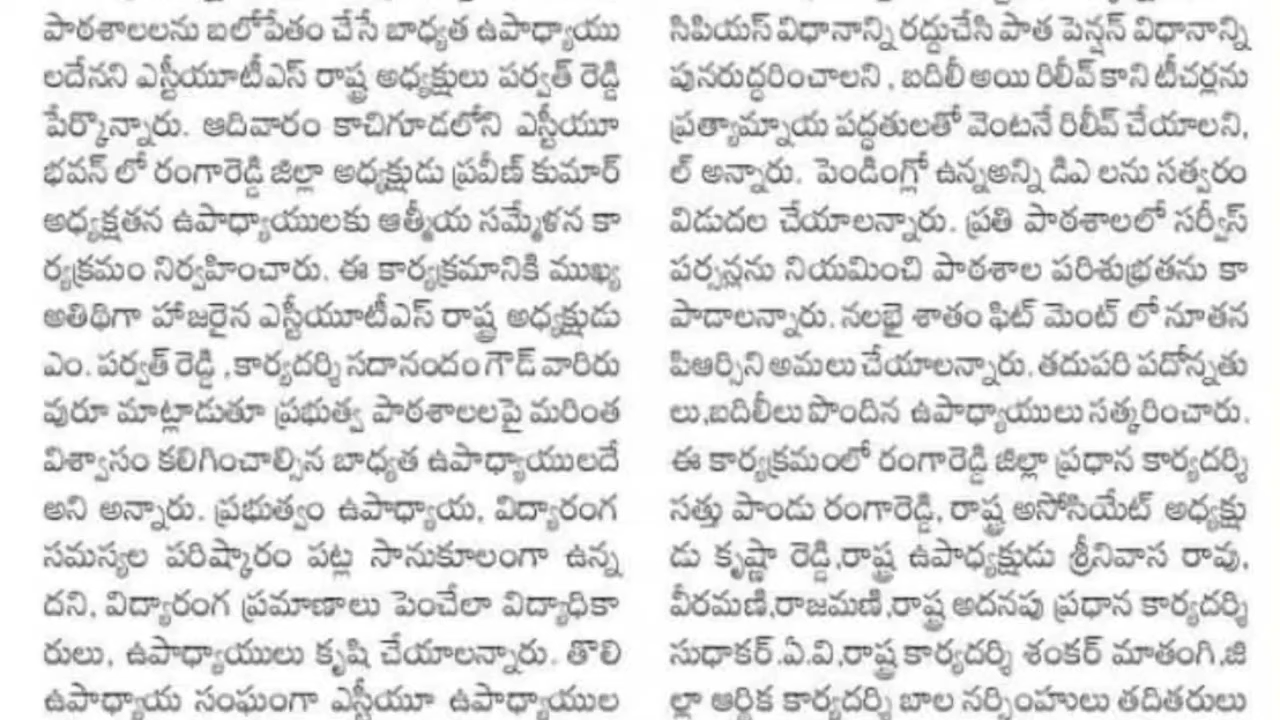 పాఠశాలలను బలోపేతం చేసే బాధ్యత ఉపాధ్యాయు
లదేనని ఎస్టీయూటీఎస్ రాష్ట్ర అధ్యక్షులు పర్వత్ రెడ్డి
పేర్కొన్నారు. ఆదివారం కాచిగూడలోని ఎస్టీయూ
భవన్ లో రంగారెడ్డి జిల్లా అధ్యక్షుడు ప్రవీణ్ కుమార్
అధ్యక్షతన ఉపాధ్యాయులకు ఆత్మీయ సమ్మేళన కా
ర్యక్రమం నిర్వహించారు. ఈ కార్యక్రమానికి ముఖ్య
అతిథిగా హాజరైన ఎస్టీయూటీఎస్ రాష్ట్ర అధ్యక్షుడు
ఎం. పర్వత్ రెడ్డి ,కార్యదర్శి సదానందం గౌడ్ వారిరు
వురూ మాట్లాడుతూ ప్రభుత్వ పాఠశాలలపై మరింత
విశ్వాసం కలిగించాల్సిన బాధ్యత ఉపాధ్యాయులదే
అని అన్నారు. ప్రభుత్వం ఉపాధ్యాయ, విద్యారంగ
సమస్యల పరిష్కారం పట్ల సానుకూలంగా ఉన్న
దని, విద్యారంగ ప్రమాణాలు పెంచేలా విద్యాధికా
రులు, ఉపాధ్యాయులు కృషి చేయాలన్నారు. తొలి
ఉపాధ్యాయ సంఘంగా ఎస్టీయూ ఉపాధ్యాయుల
సిపియస్ విధానాన్ని రద్దుచేసి పాత పెన్షన్ విధానాన్ని
పునరుద్ధరించాలని , బదిలీ అయి రిలీవ్ కాని టీచర్లను
ప్రత్యామ్నాయ పద్ధతులతో వెంటనే రిలీవ్ చేయాలని,
ల్ అన్నారు. పెండింగ్లో ఉన్నఅన్ని డిఎ లను సత్వరం
విడుదల చేయాలన్నారు. ప్రతి పాఠశాలలో సర్వీస్
పర్సన్లను నియమించి పాఠశాల పరిశుభ్రతను కా
పాదాలన్నారు. నలభై శాతం ఫిట్ మెంట్ లో నూతన
పిఆర్సిని అమలు చేయాలన్నారు. తదుపరి పదోన్నతు
లు,బదిలీలు పొందిన ఉపాధ్యాయులు సత్కరించారు.
ఈ కార్యక్రమంలో రంగారెడ్డి జిల్లా ప్రధాన కార్యదర్శి
సత్తు పాండు రంగారెడ్డి, రాష్ట్ర అసోసియేట్ అధ్యక్షు
డు కృష్ణా రెడ్డి,రాష్ట్ర ఉపాధ్యక్షుడు శ్రీనివాస రావు,
వీరమణి,రాజమణి,రాష్ట్ర అదనపు ప్రధాన కార్యదర్శి
సుధాకర్.ఏ.వి,రాష్ట్ర కార్యదర్శి శంకర్ మాతంగి,జి
ల్లా ఆర్థిక కార్యదర్శి బాల నర్సింహులు తదితరులు